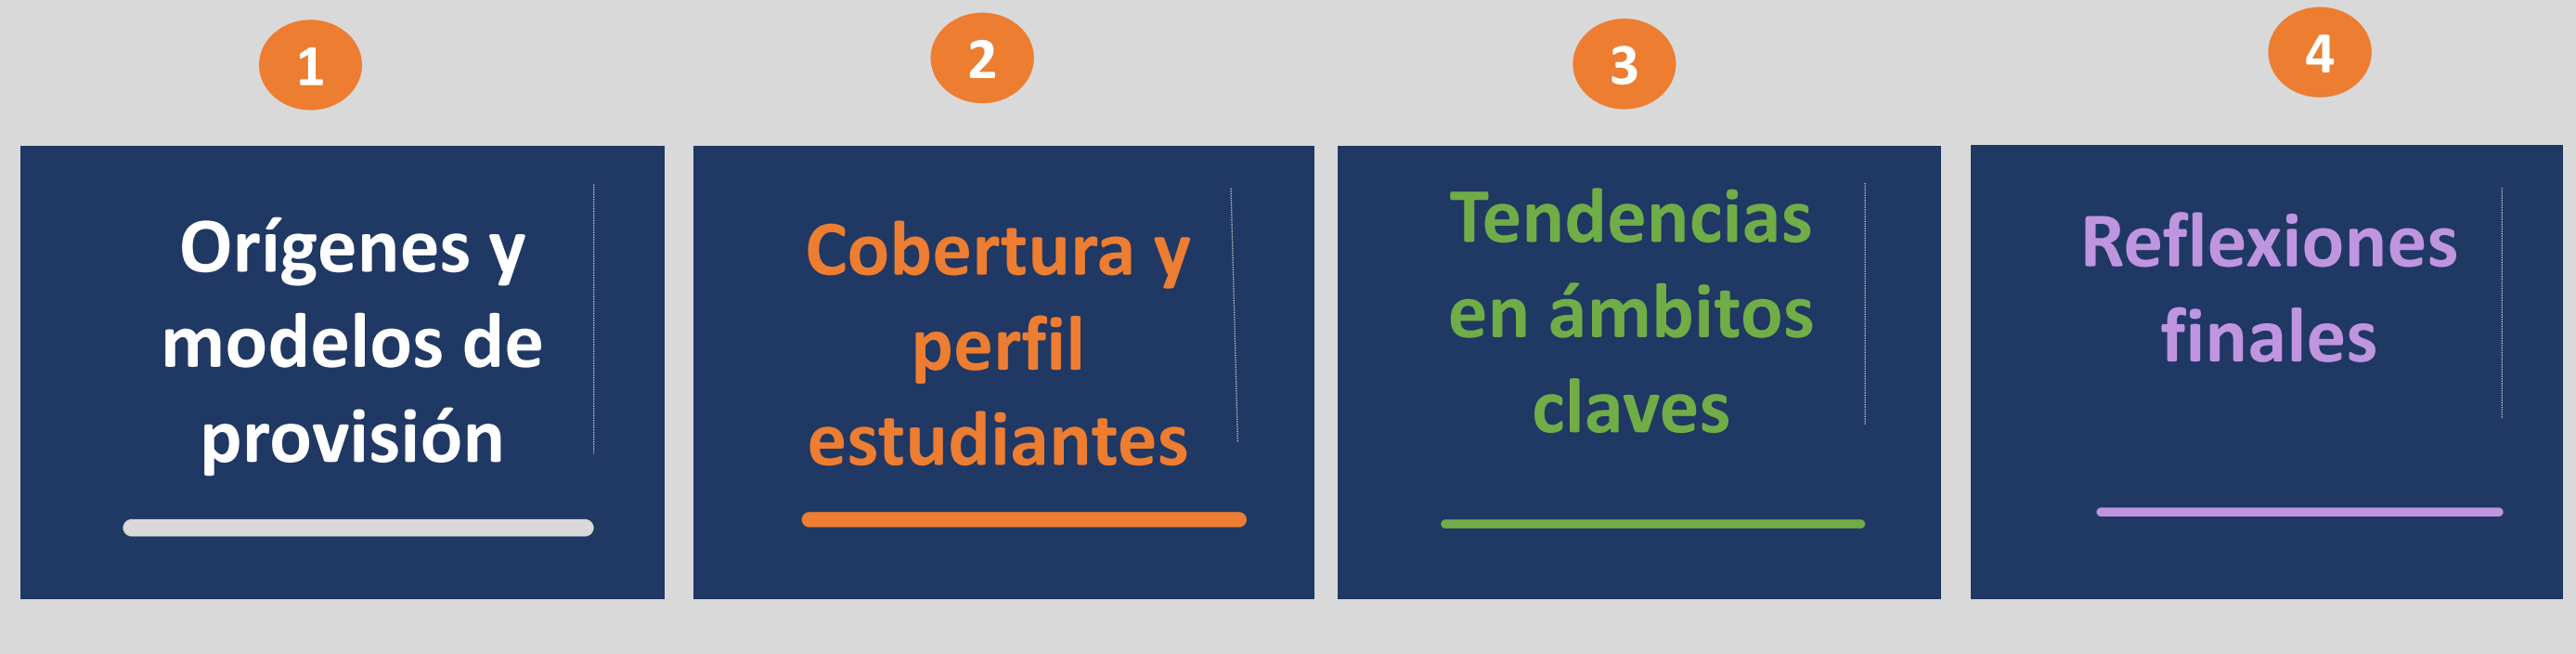 1
Orígenes y
modelos de
provisión
2
Cobertura y
perfil
estudiantes
3
Tendencias
en ámbitos
claves
4
Reflexiones
finales